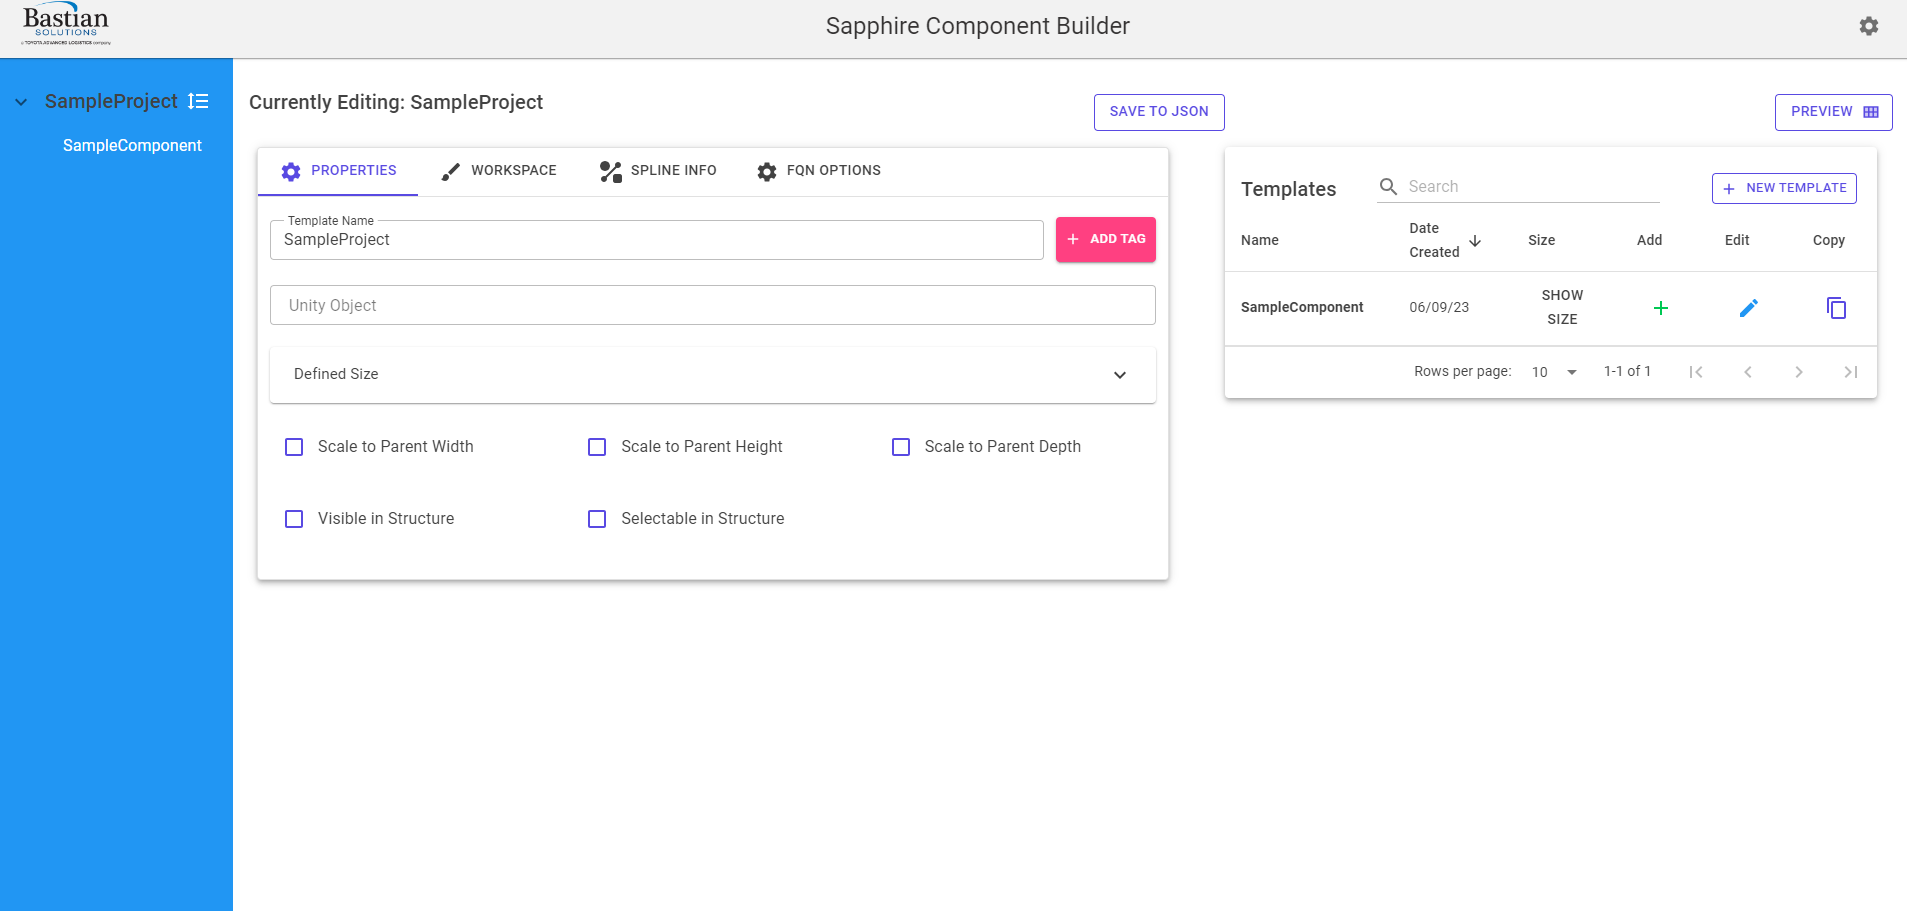 Bastian
SOLUTIONS
a TOYOTA ADVANCED LOGISTICS company
Sapphire Component Builder
SampleProject
SampleComponent
Currently Editing: SampleProject
SAVE TO JSON
PREVIEW
PROPERTIES
WORKSPACE
SPLINE INFO
FQN OPTIONS
Template Name
SampleProject
+ ADD TAG
Unity Object
Defined Size
Scale to Parent Width
Scale to Parent Height
Scale to Parent Depth
Visible in Structure
Selectable in Structure
Templates
Search
+ NEW TEMPLATE
Name
Date
Created
Size
Add
Edit
Copy
SampleComponent
06/09/23
SHOW
SIZE
Rows per page:
10
1-1 of 1